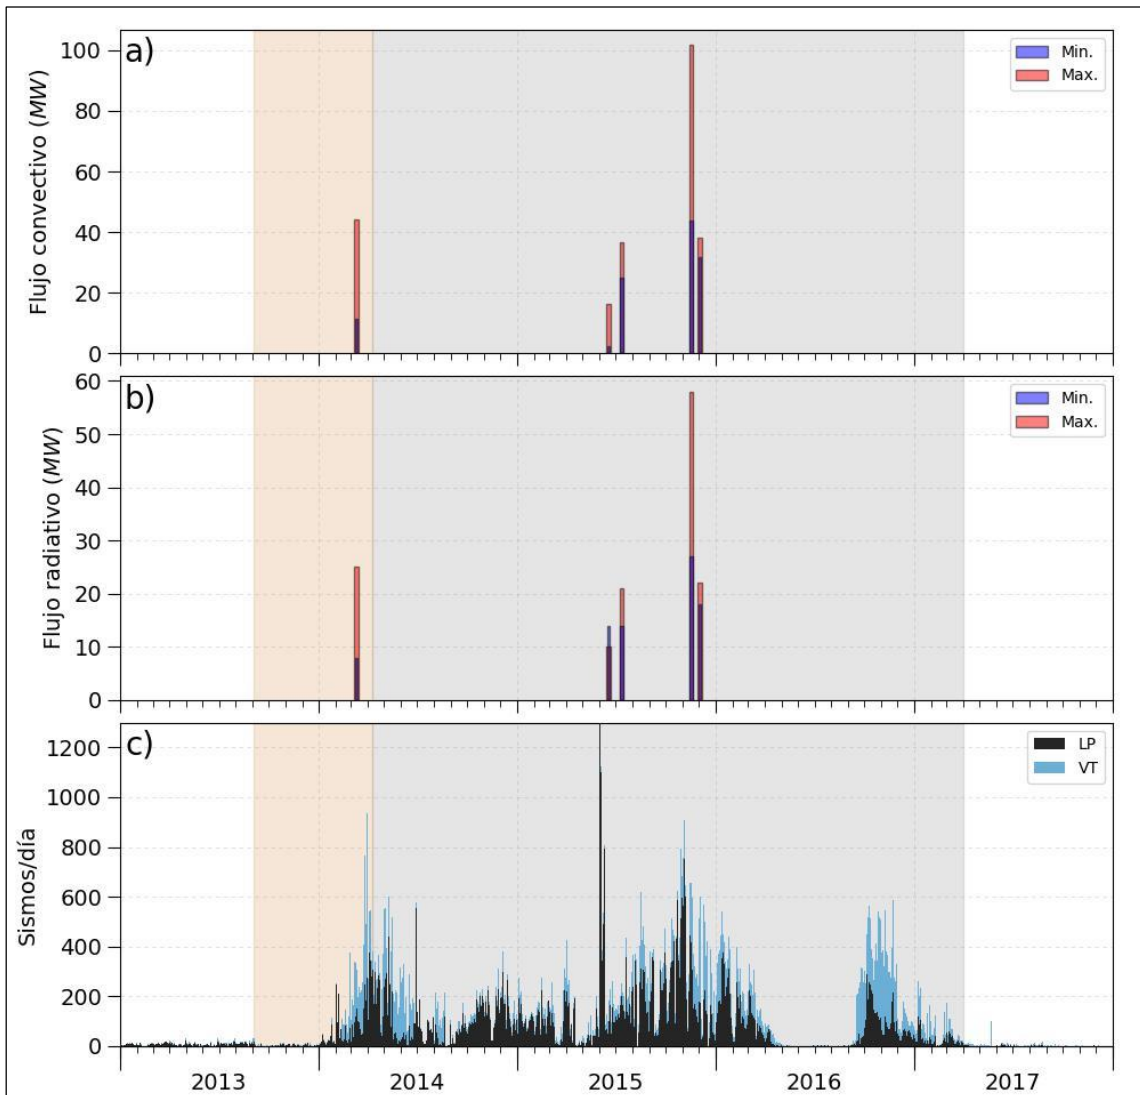 a)
Flujo convectivo (MW)
100
80
60
40
20
0
Min.
Max.
b)
Flujo radiativo (MW)
60
50
40
30
20
10
0
Min.
Max.
c)
Sismos/día
1200
1000
800
600
400
200
0
LP
VT
2013 2014 2015 2016 2017